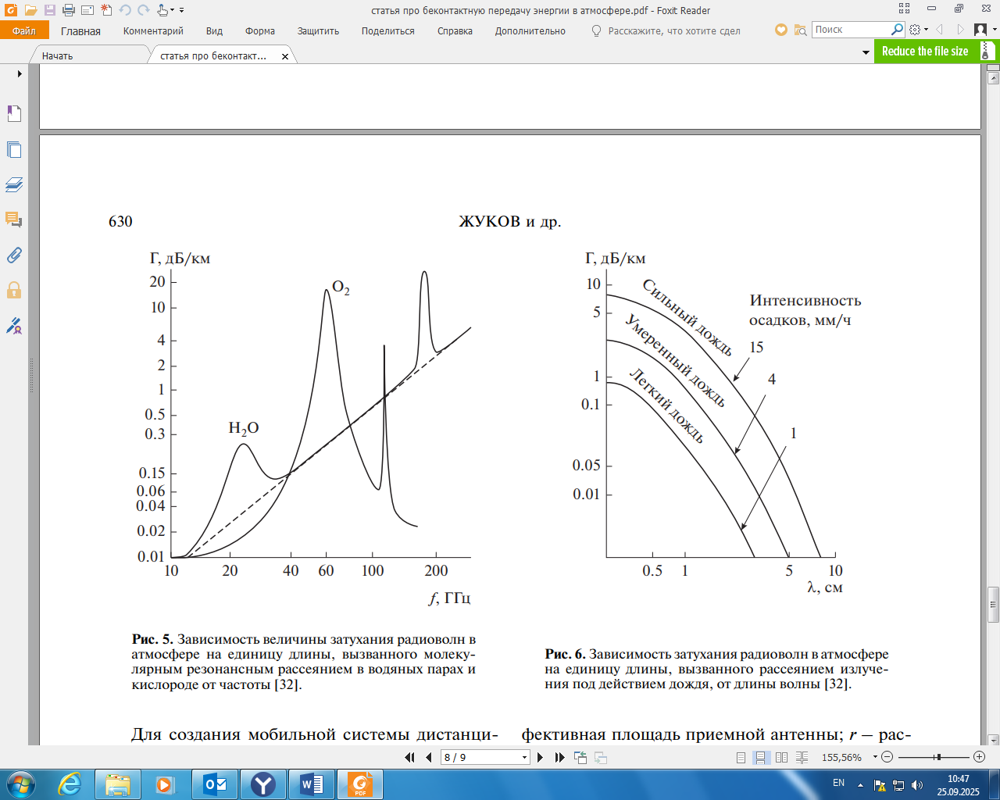 статья про беконтактную передачу энергии в атмосфере.pdf - Foxit Reader
Файл
Главная
Комментарий
Вид
Форма
Защитить
Поделиться
Справка
Дополнительно
Расскажите, что хотите сдел
Поиск
Начать
статья про беконтакт...
Reduce the file size
630
ЖУКОВ и др.
Г, дБ/км
20
10
4
2
1
0.5
0.3
0.15
0.06
0.04
0.02
0.01
H2O
O2
10 20 40 60 100 200
f, ГГц
Рис. 5. Зависимость величины затухания радиоволн в
атмосфере на единицу длины, вызванного молеку-
лярным резонансным рассеянием в водяных парах и
кислороде от частоты [32].
Г, дБ/км
10
5
1
0.1
0.05
0.01
Сильный дождь
Умеренный дождь
Легкий дождь
Интенсивность
осадков, мм/ч
15
4
1
0.5 1 5 10
λ, см
Рис. 6. Зависимость затухания радиоволн в атмосфере
на единицу длины, вызванного рассеянием излуче-
ния под действием дождя, от длины волны [32].
Для создания мобильной системы дистанци-
фективная площадь приемной антенны; r – рас-
8 / 9
155,56%
PDF
EN
10:47
25.09.2025